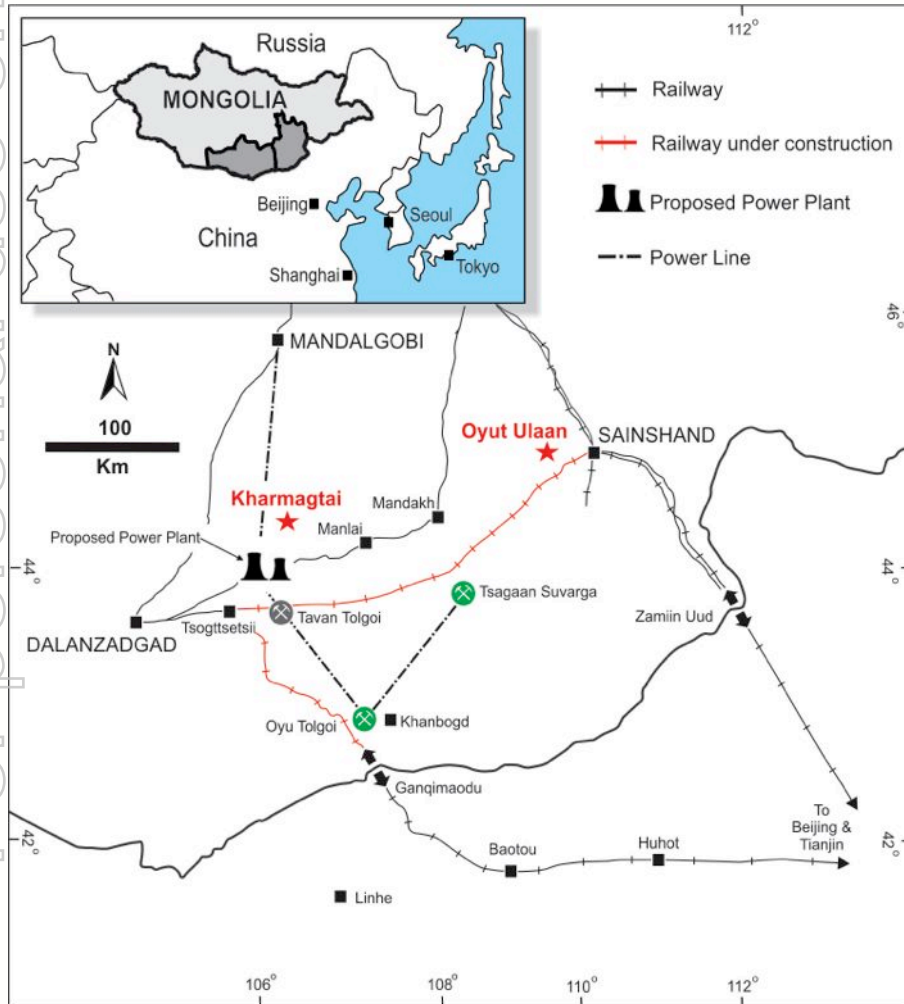 112°
Russia
MONGOLIA
Beijing
Seoul
China
Shanghai
Tokyo
Railway
Railway under construction
Proposed Power Plant
Power Line
46°
N
MANDALGOBI
100
Km
Oyut Ulaan
SAINSHAND
Kharmagtai
Mandakh
Manlai
Proposed Power Plant
44°
44°
Tsagaan Suvarga
Zamiin Uud
Tsogttsetsii
Tavan Tolgoi
DALANZADGAD
Oyu Tolgoi
Khanbogd
Ganqimaodu
To
Beijing &
Tianjin
42°
42°
Baotou
Huhot
Linhe
106°
108°
110°
112°